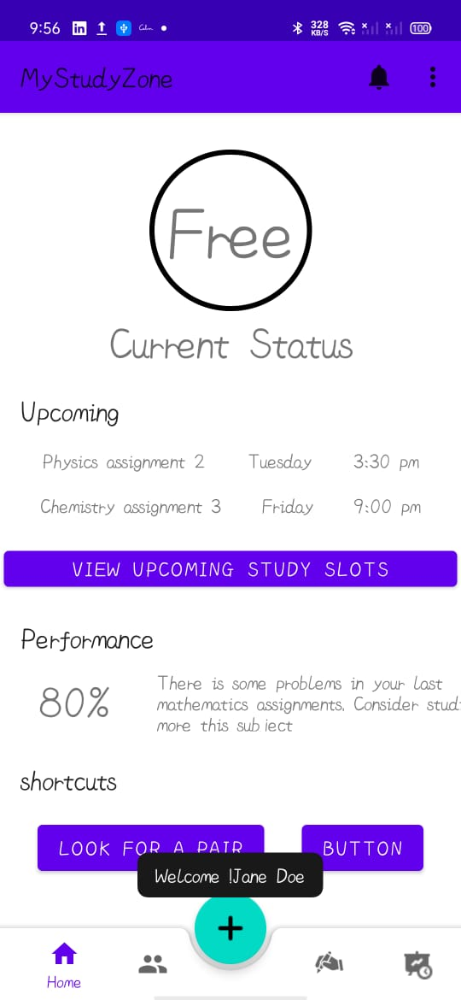 9:56 in Calm 328 KB/S 100
MyStudyZone
Free
Current Status
Upcoming
Physics assignment 2 Tuesday 3:30 pm
Chemistry assignment 3 Friday 9:00 pm
VIEW UPCOMING STUDY SLOTS
Performance
80%
There is some problems in your last
mathematics assignments. Consider stud
more this subject
shortcuts
LOOK FOR A PAIR BUTTON
Welcome !Jane Doe
Home